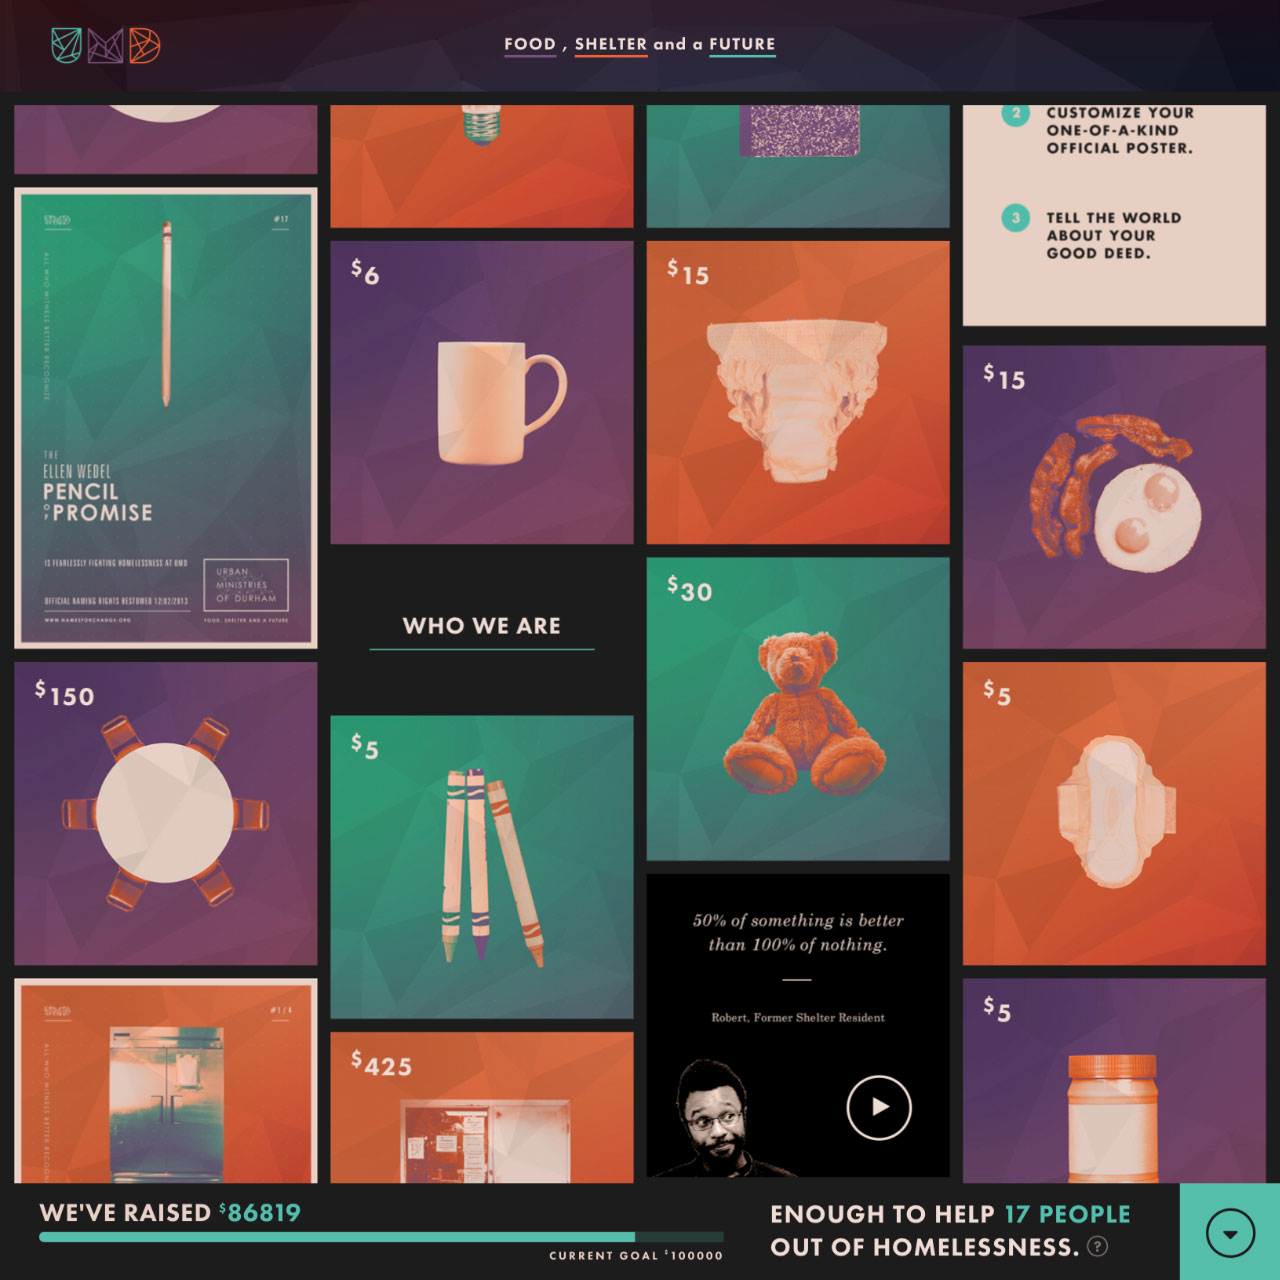 UMD
FOOD , SHELTER and a FUTURE
#17
ALL WHO WITNESS BETTER RECOGNIZE
THE
ELLEN WEDEL
PENCIL
OF PROMISE
IS FEARLESSLY FIGHTING HOMELESSNESS AT UMD
OFFICIAL NAMING RIGHTS BESTOWED 12/02/2013
WWW.NAMESFORCHANGE.ORG
URBAN
MINISTRIES
OF DURHAM
FOOD, SHELTER AND A FUTURE
$150
#1/4
ALL WHO WITNESS BETTER RECOGN
$6
WHO WE ARE
$5
$425
$15
$30
50% of something is better
than 100% of nothing.
Robert, Former Shelter Resident
2
CUSTOMIZE YOUR
ONE-OF-A-KIND
OFFICIAL POSTER.
3
TELL THE WORLD
ABOUT YOUR
GOOD DEED.
$15
$5
$5
WE'VE RAISED $86819
CURRENT GOAL $100000
ENOUGH TO HELP 17 PEOPLE
OUT OF HOMELESSNESS. ?